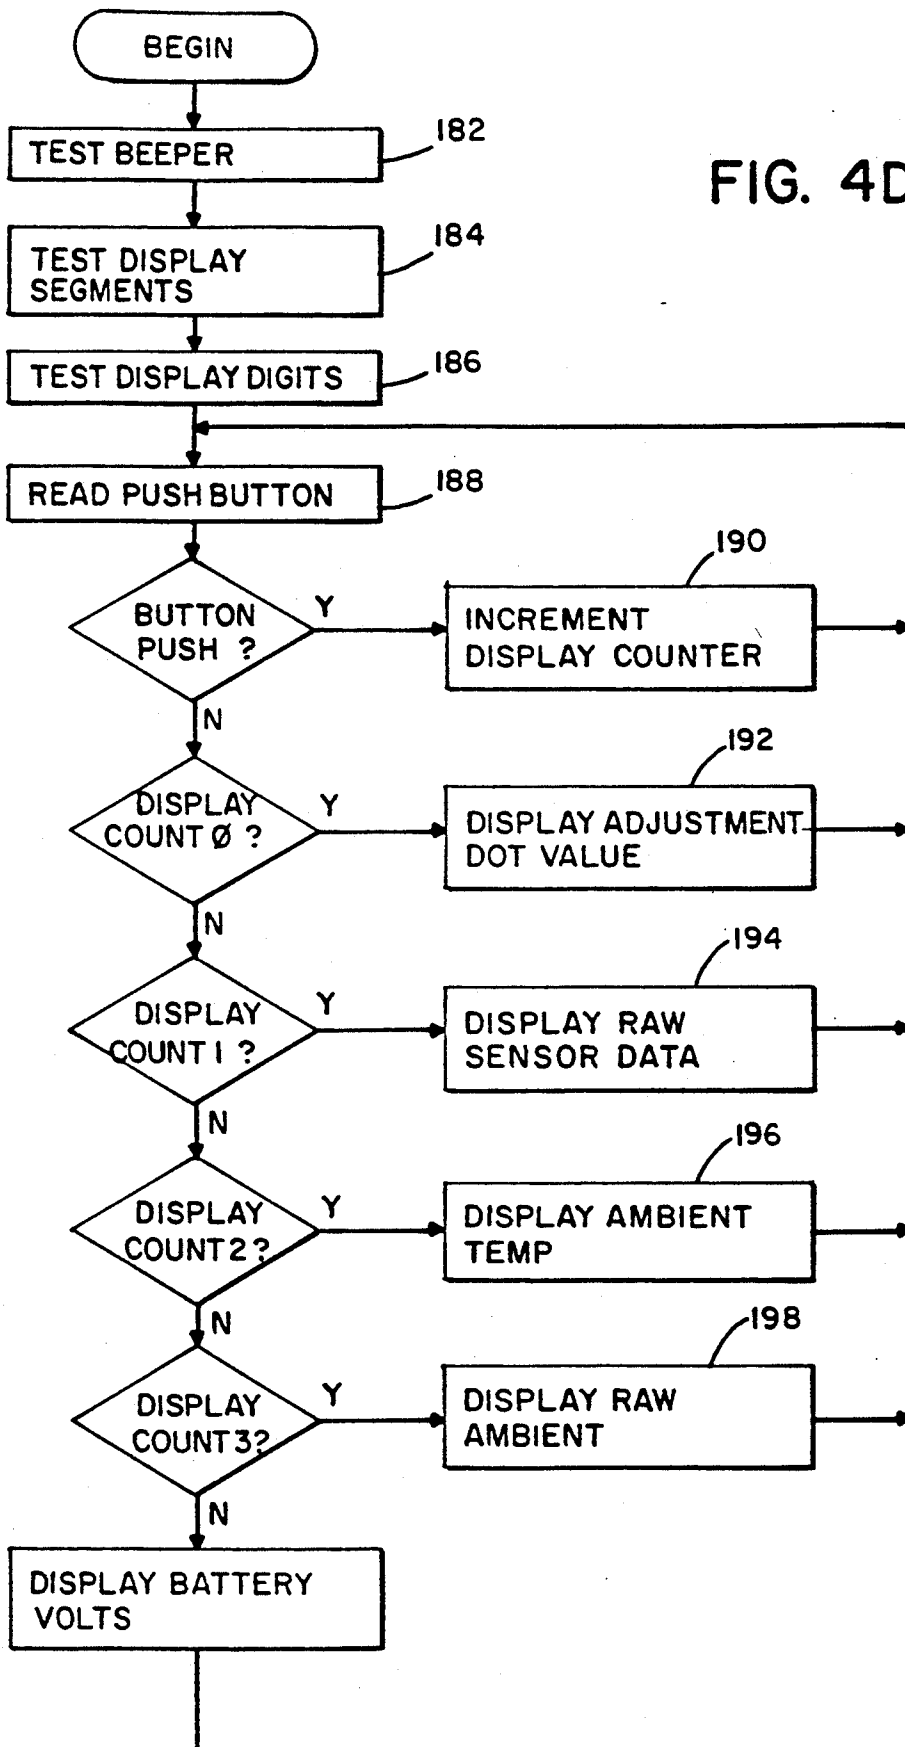 BEGIN
182
TEST BEEPER
FIG. 4D
184
TEST DISPLAY
SEGMENTS
186
TEST DISPLAY DIGITS
188
READ PUSH BUTTON
190
BUTTON
PUSH ?
Y
INCREMENT
DISPLAY COUNTER
N
192
DISPLAY
COUNT Ø ?
Y
DISPLAY ADJUSTMENT
DOT VALUE
N
194
DISPLAY
COUNT 1 ?
Y
DISPLAY RAW
SENSOR DATA
N
196
DISPLAY
COUNT 2?
Y
DISPLAY AMBIENT
TEMP
N
198
DISPLAY
COUNT 3?
Y
DISPLAY RAW
AMBIENT
N
DISPLAY BATTERY
VOLTS